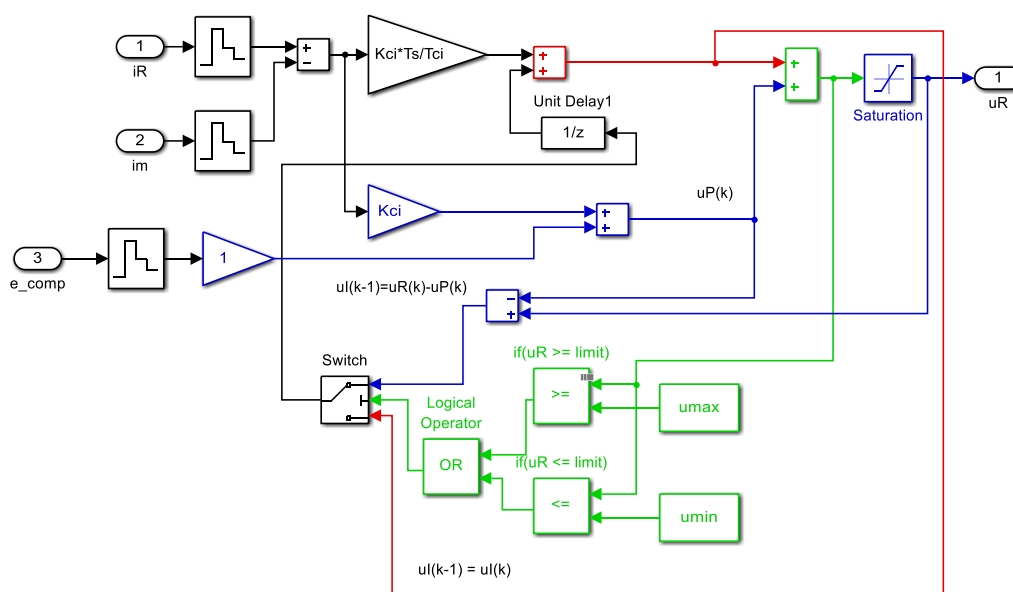 1
iR
+
−
Kci*Ts/Tci
+
+
Unit Delay1
1/z
+
+
Saturation
1
uR
2
im
Kci
+
+
uP(k)
3
e_comp
1
uI(k-1)=uR(k)-uP(k)
−
+
Switch
if(uR >= limit)
>=
umax
Logical
Operator
OR
if(uR <= limit)
<=
umin
uI(k-1) = uI(k)